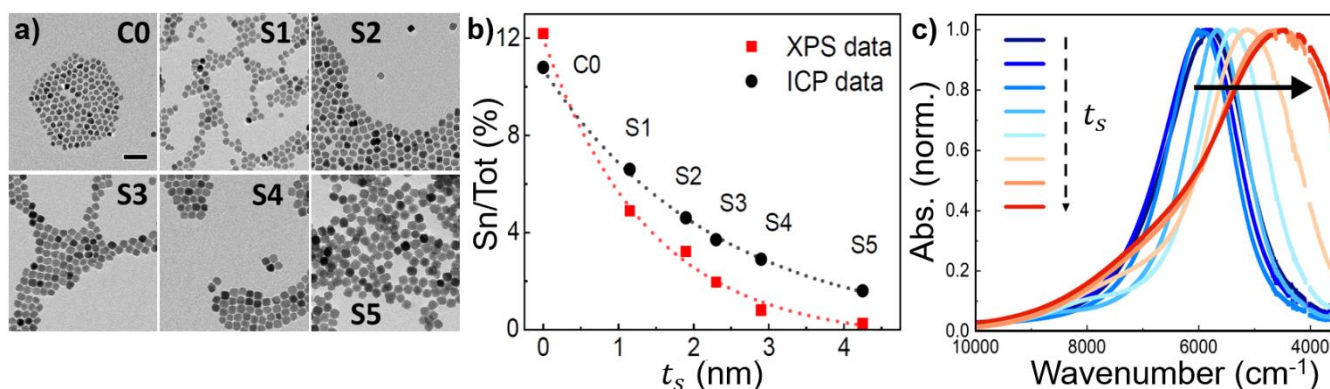 a)
C0
S1
S2
S3
S4
S5
b)
12
8
4
0
Sn/Tot (%)
XPS data
ICP data
C0
S1
S2
S3
S4
S5
0
1
2
3
4
t_s (nm)
c)
1.0
0.8
0.6
0.4
0.2
0.0
Abs. (norm.)
t_s
10000
8000
6000
4000
Wavenumber (cm⁻¹)